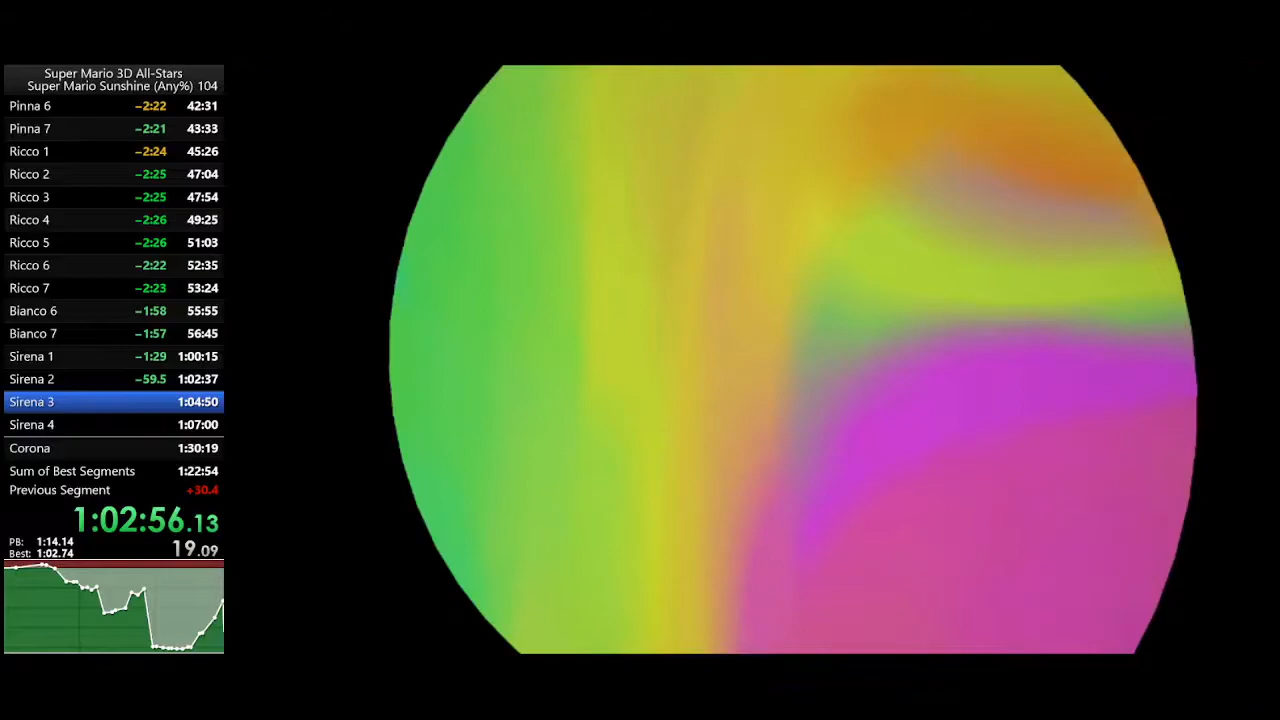 Super Mario 3D All-Stars
Super Mario Sunshine (Any%) 104
Pinna 6 −2:22 42:31
Pinna 7 −2:21 43:33
Ricco 1 −2:24 45:26
Ricco 2 −2:25 47:04
Ricco 3 −2:25 47:54
Ricco 4 −2:26 49:25
Ricco 5 −2:26 51:03
Ricco 6 −2:22 52:35
Ricco 7 −2:23 53:24
Bianco 6 −1:58 55:55
Bianco 7 −1:57 56:45
Sirena 1 −1:29 1:00:15
Sirena 2 −59.5 1:02:37
Sirena 3 1:04:50
Sirena 4 1:07:00
Corona 1:30:19
Sum of Best Segments 1:22:54
Previous Segment +30.4
1:02:56.13
PB: 1:14.14
Best: 1:02.74 19.09